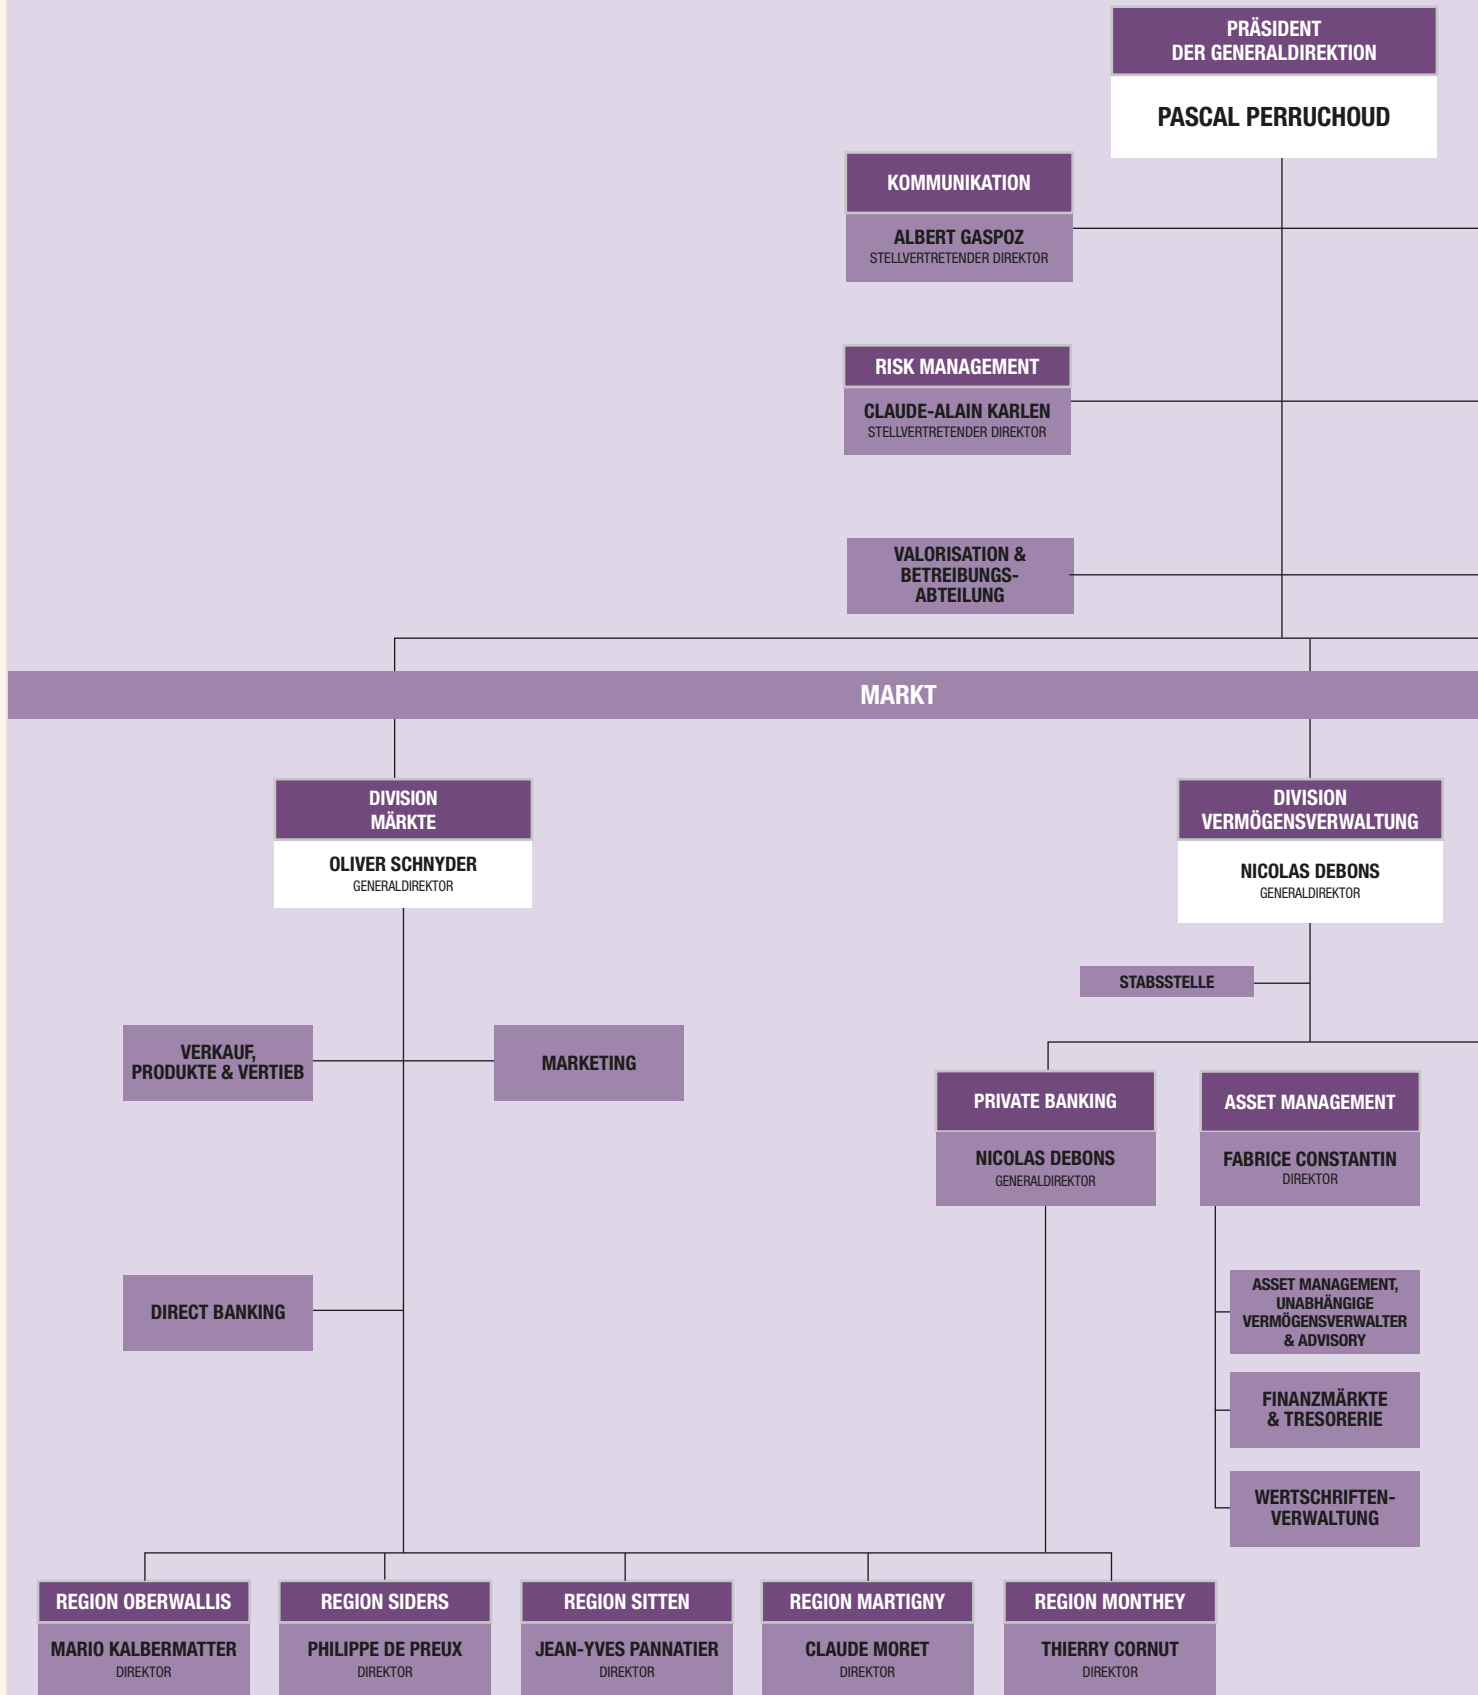 PRÄSIDENT
DER GENERALDIREKTION
PASCAL PERRUCHOUD
KOMMUNIKATION
ALBERT GASPOZ
STELLVERTRETENDER DIREKTOR
RISK MANAGEMENT
CLAUDE-ALAIN KARLEN
STELLVERTRETENDER DIREKTOR
VALORISATION &
BETREIBUNGS-
ABTEILUNG
MARKT
DIVISION
MÄRKTE
OLIVER SCHNYDER
GENERALDIREKTOR
DIVISION
VERMÖGENSVERWALTUNG
NICOLAS DEBONS
GENERALDIREKTOR
STABSSTELLE
VERKAUF,
PRODUKTE & VERTIEB
MARKETING
PRIVATE BANKING
NICOLAS DEBONS
GENERALDIREKTOR
ASSET MANAGEMENT
FABRICE CONSTANTIN
DIREKTOR
DIRECT BANKING
ASSET MANAGEMENT,
UNABHÄNGIGE
VERMÖGENSVERWALTER
& ADVISORY
FINANZMÄRKTE
& TRESORERIE
WERTSCHRIFTEN-
VERWALTUNG
REGION OBERWALLIS
MARIO KALBERMATTER
DIREKTOR
REGION SIDERS
PHILIPPE DE PREUX
DIREKTOR
REGION SITTEN
JEAN-YVES PANNATIER
DIREKTOR
REGION MARTIGNY
CLAUDE MORET
DIREKTOR
REGION MONTHEY
THIERRY CORNUT
DIREKTOR